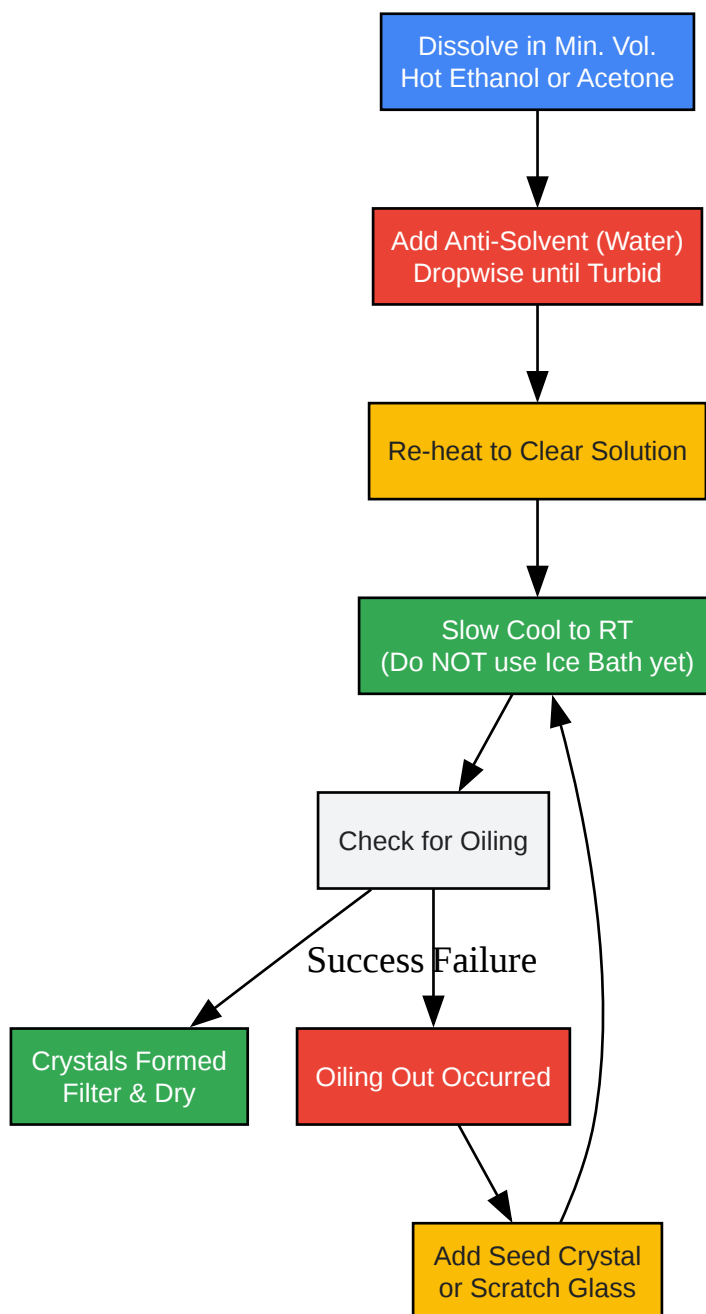 Dissolve in Min. Vol.
Hot Ethanol or Acetone
Add Anti-Solvent (Water)
Dropwise until Turbid
Re-heat to Clear Solution
Slow Cool to RT
(Do NOT use Ice Bath yet)
Check for Oiling
Success
Failure
Crystals Formed
Filter & Dry
Oiling Out Occurred
Add Seed Crystal
or Scratch Glass